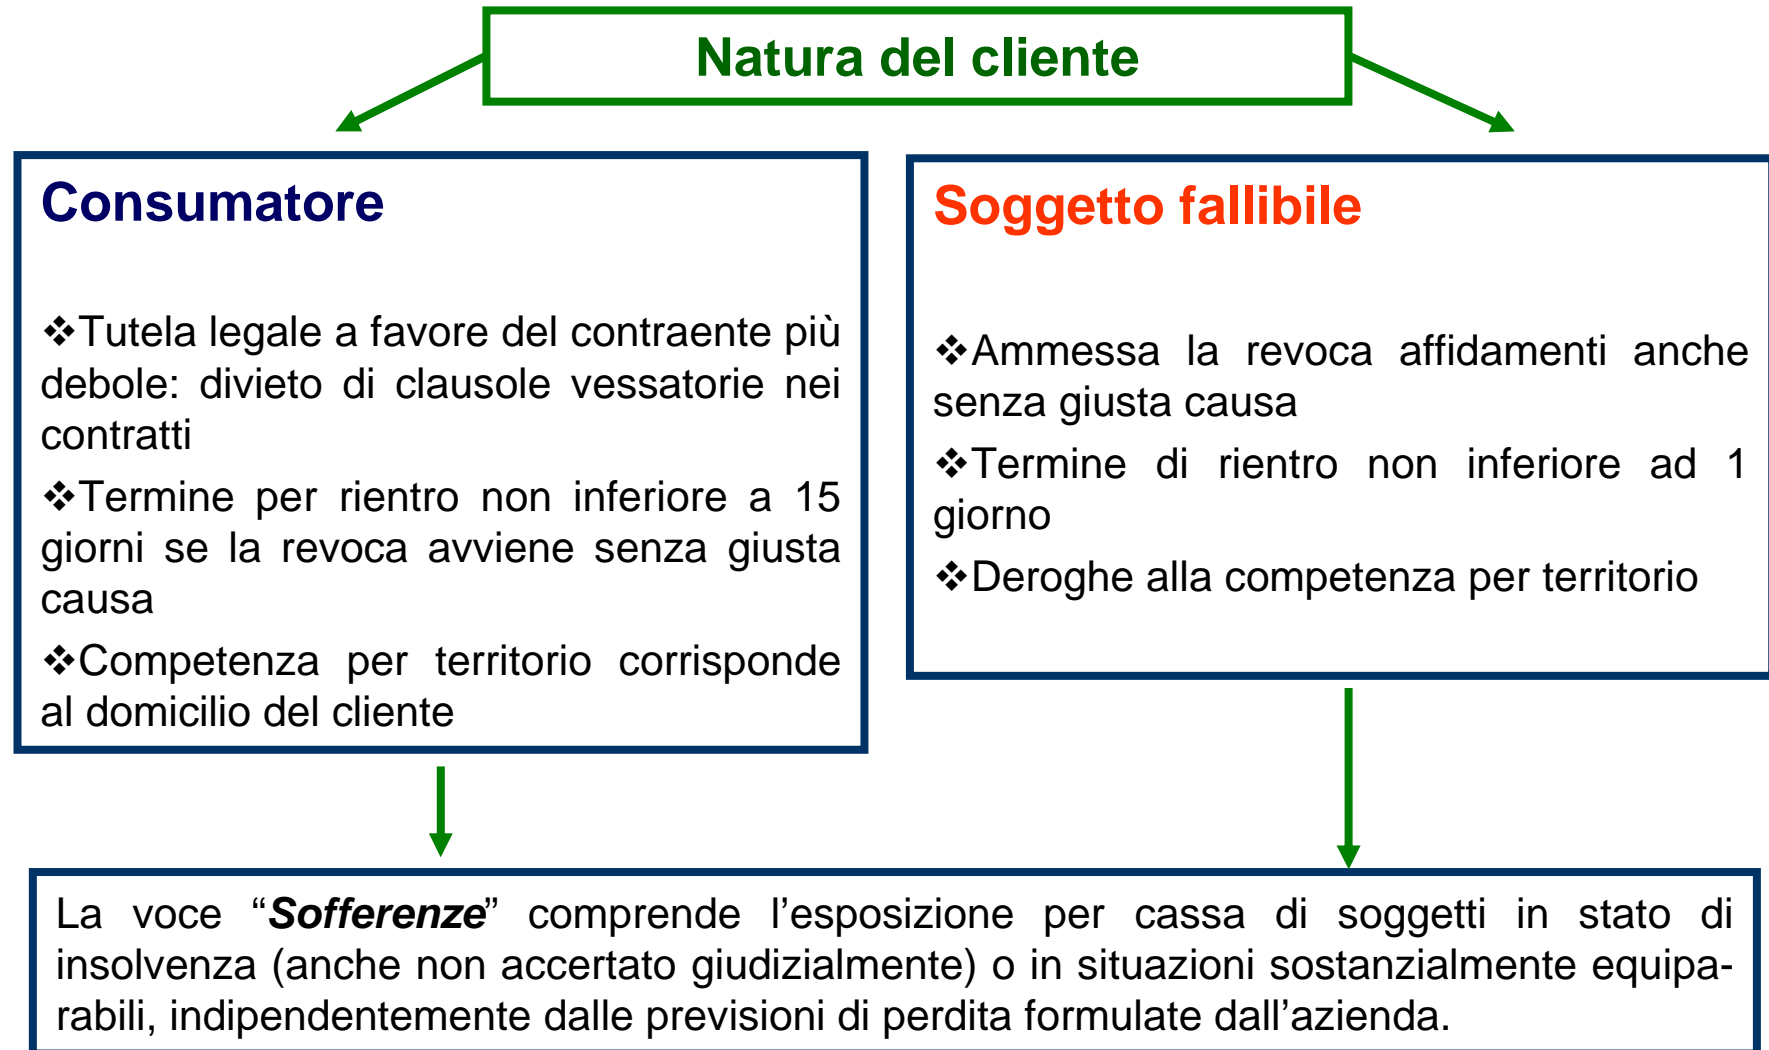 Natura del cliente
Consumatore
❖Tutela legale a favore del contraente più
debole: divieto di clausole vessatorie nei
contratti
❖Termine per rientro non inferiore a 15
giorni se la revoca avviene senza giusta
causa
❖Competenza per territorio corrisponde
al domicilio del cliente
Soggetto fallibile
❖Ammessa la revoca affidamenti anche
senza giusta causa
❖Termine di rientro non inferiore ad 1
giorno
❖Deroghe alla competenza per territorio
La voce “Sofferenze” comprende l’esposizione per cassa di soggetti in stato di
insolvenza (anche non accertato giudizialmente) o in situazioni sostanzialmente equipa-
rabili, indipendentemente dalle previsioni di perdita formulate dall’azienda.